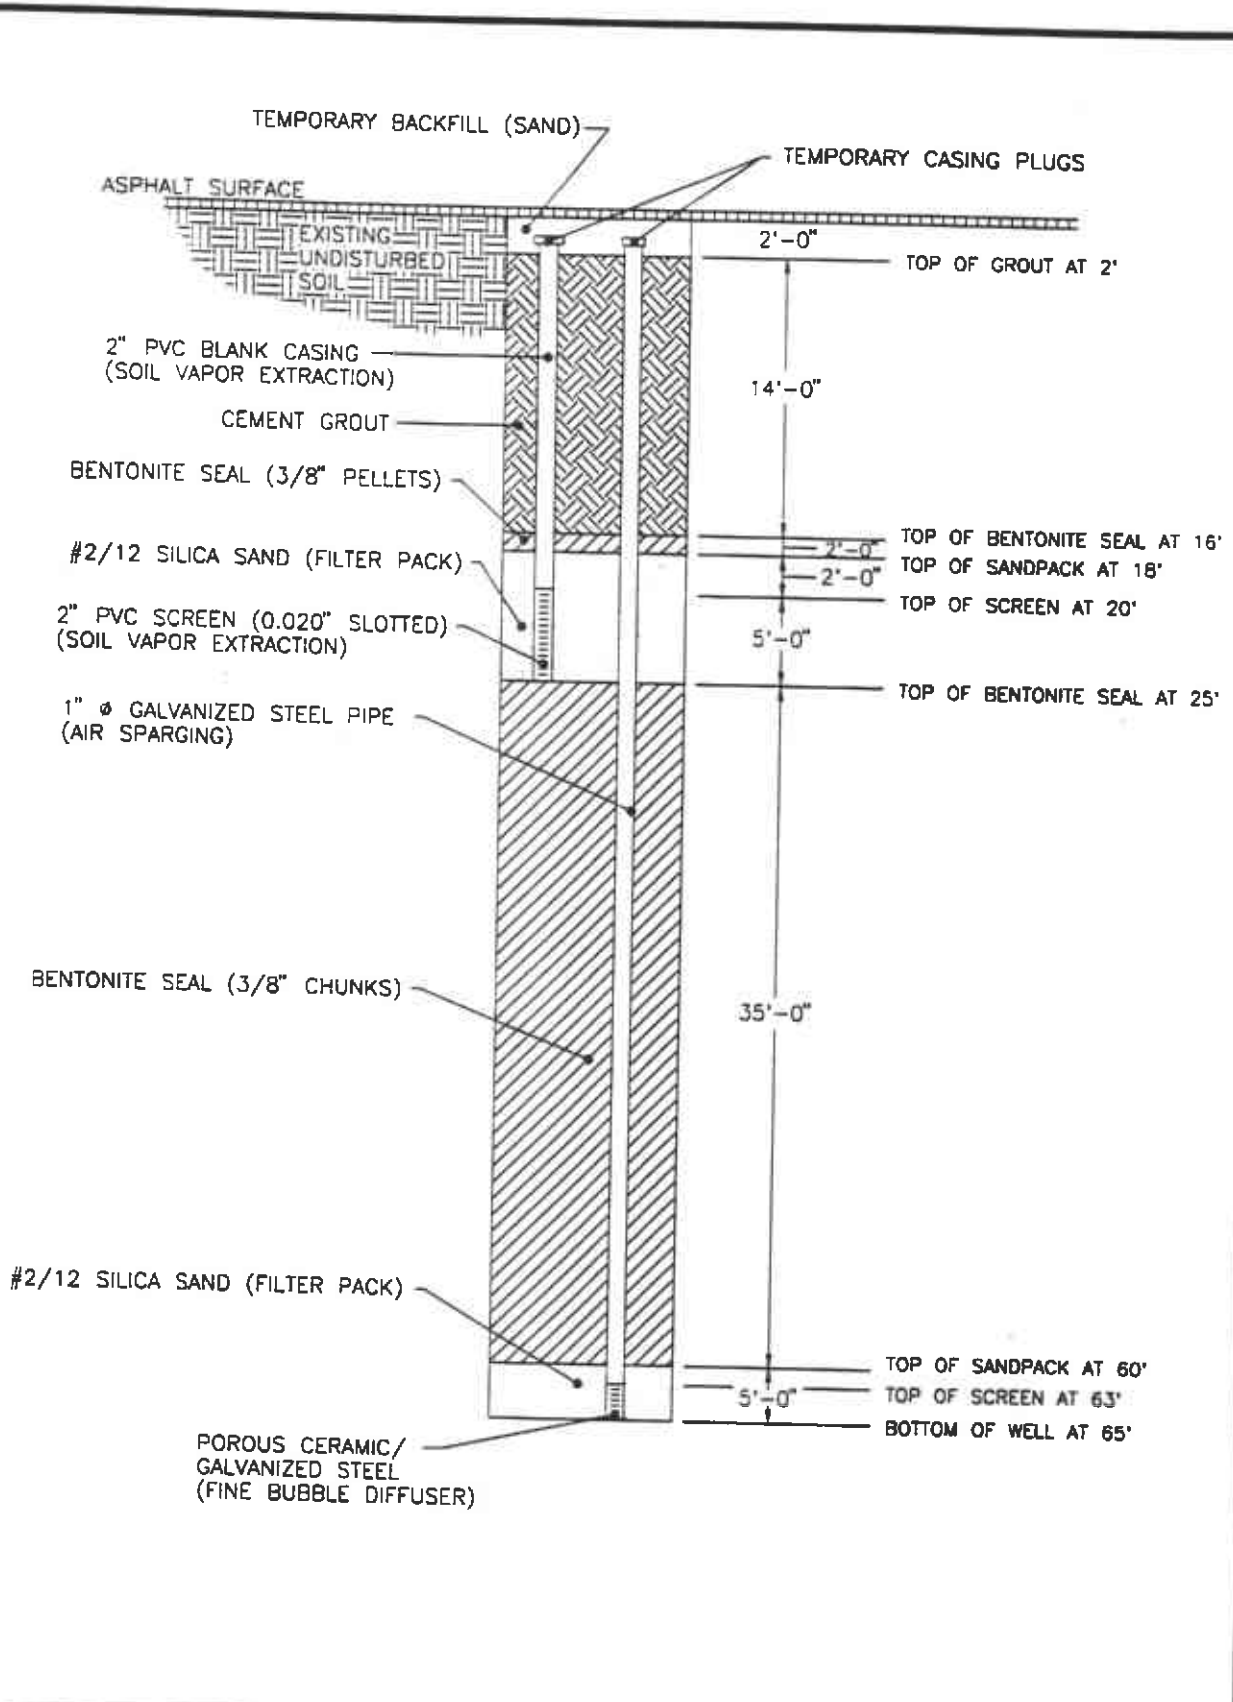 TEMPORARY BACKFILL (SAND)
TEMPORARY CASING PLUGS
ASPHALT SURFACE
EXISTING
UNDISTURBED
SOIL
2'-0"
TOP OF GROUT AT 2'
2" PVC BLANK CASING
(SOIL VAPOR EXTRACTION)
14'-0"
CEMENT GROUT
BENTONITE SEAL (3/8" PELLETS)
TOP OF BENTONITE SEAL AT 16'
2'-0"
#2/12 SILICA SAND (FILTER PACK)
TOP OF SANDPACK AT 18'
2'-0"
TOP OF SCREEN AT 20'
2" PVC SCREEN (0.020" SLOTTED)
(SOIL VAPOR EXTRACTION)
5'-0"
TOP OF BENTONITE SEAL AT 25'
1" ø GALVANIZED STEEL PIPE
(AIR SPARGING)
BENTONITE SEAL (3/8" CHUNKS)
35'-0"
#2/12 SILICA SAND (FILTER PACK)
TOP OF SANDPACK AT 60'
5'-0"
TOP OF SCREEN AT 63'
BOTTOM OF WELL AT 65'
POROUS CERAMIC/
GALVANIZED STEEL
(FINE BUBBLE DIFFUSER)